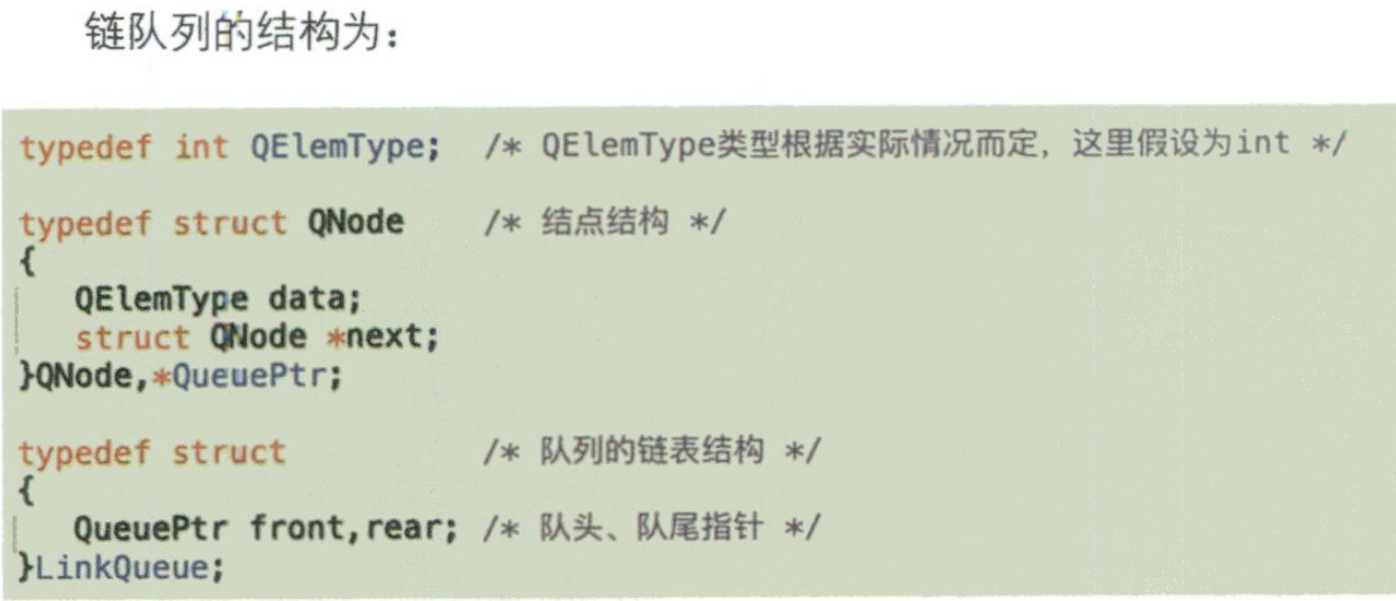 链队列的结构为：
typedef int QElemType; /* QElemType类型根据实际情况而定，这里假设为int */
typedef struct QNode /* 结点结构 */
{
QElemType data;
struct QNode *next;
}QNode,*QueuePtr;
typedef struct /* 队列的链表结构 */
{
QueuePtr front,rear; /* 队头、队尾指针 */
}LinkQueue;